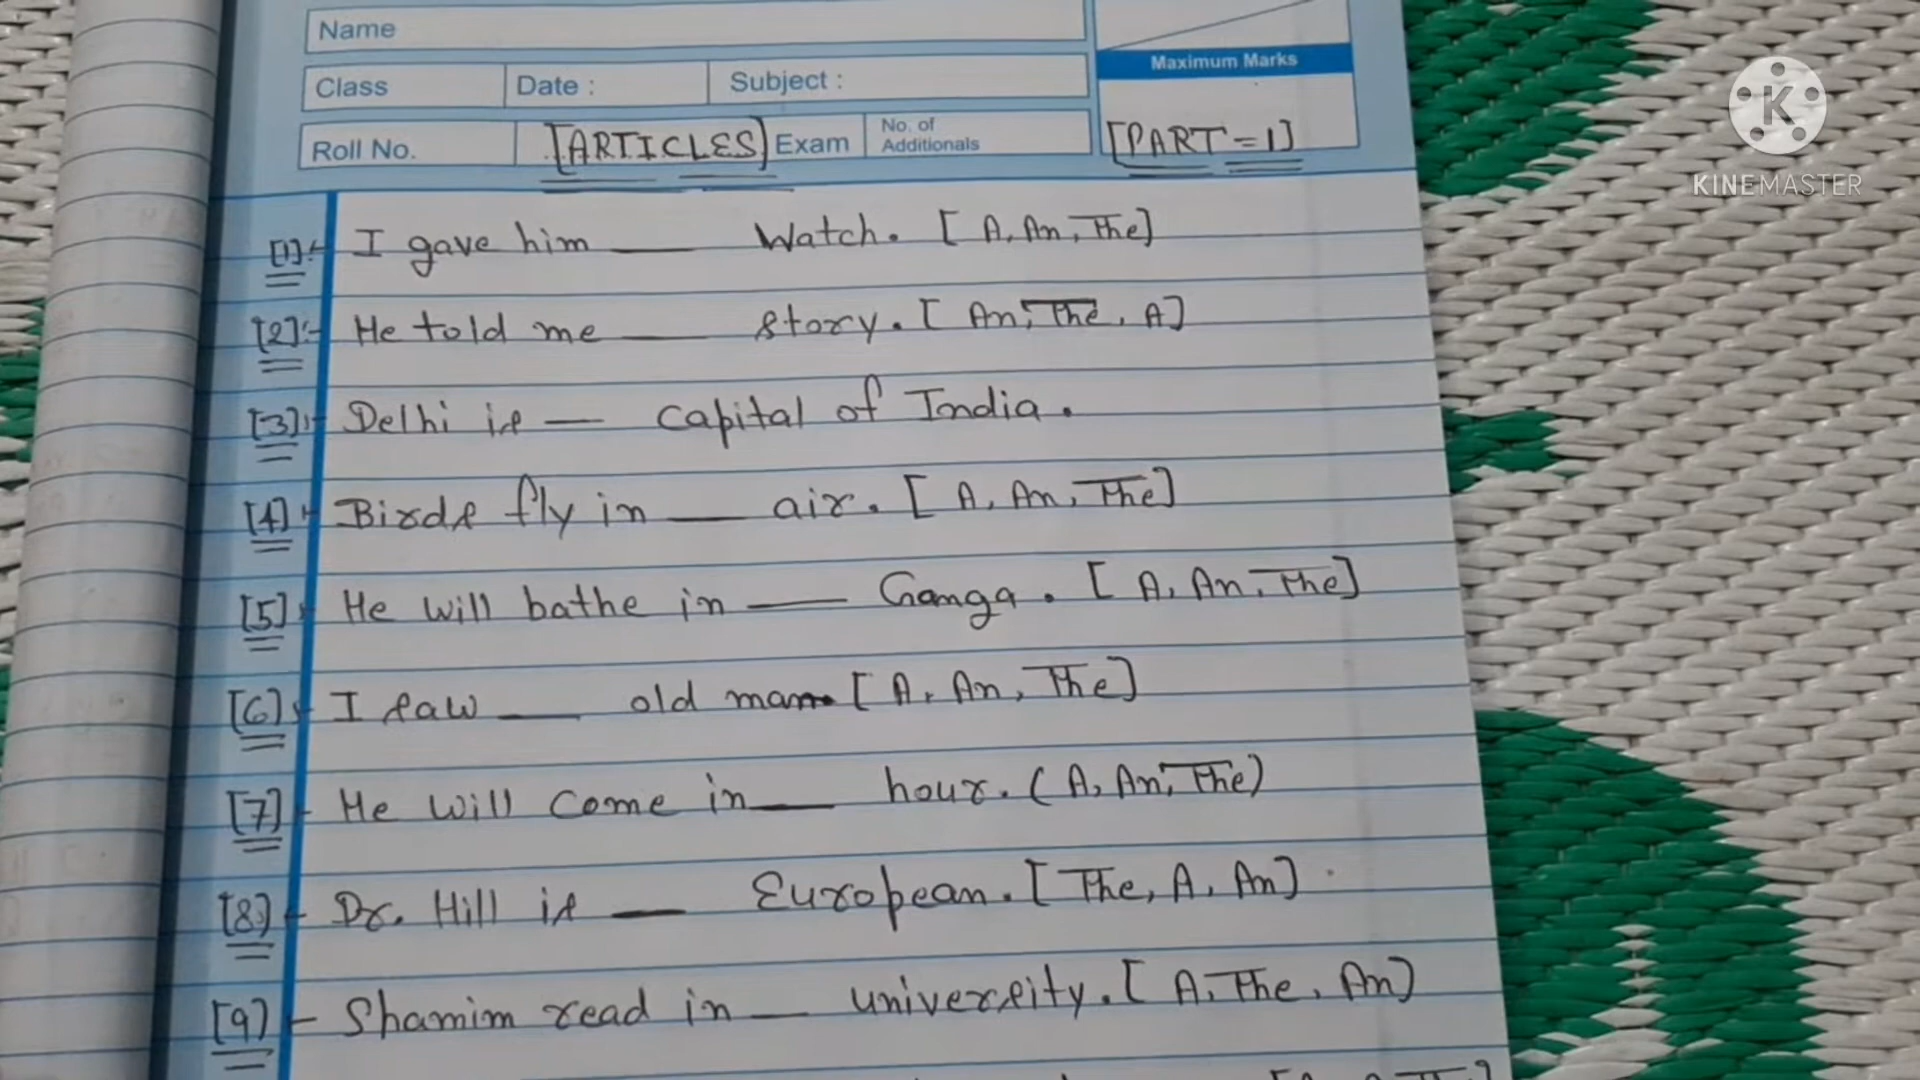 Name
Maximum Marks
Class Date : Subject :
Roll No. [ARTICLES] Exam No. of Additionals [PART-1]
KINEMASTER
[1]:- I gave him ___ Watch. [A, An, The]
[2]:- He told me ___ story. [An, The, A]
[3]:- Delhi is ___ capital of India.
[4]:- Birds fly in ___ air. [A, An, The]
[5]:- He will bathe in ___ Ganga. [A, An, The]
[6]:- I saw ___ old man [A, An, The]
[7]:- He will come in ___ hour. (A, An, The)
[8]:- Dr. Hill is ___ European. [The, A, An]
[9]:- Shamim read in ___ university. [A, The, An]